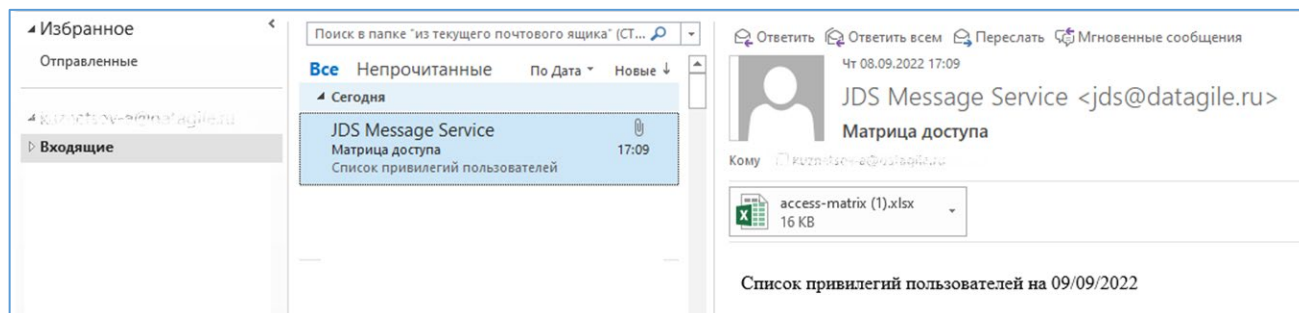 Избранное
Отправленные
Входящие
Поиск в папке "из текущего почтового ящика" (CT...
Все Непрочитанные По Дата Новые ↓
Сегодня
JDS Message Service
Матрица доступа 17:09
Список привилегий пользователей
Ответить Ответить всем Переслать Мгновенные сообщения
Чт 08.09.2022 17:09
JDS Message Service <jds@datagile.ru>
Матрица доступа
Кому
access-matrix (1).xlsx
16 KB
Список привилегий пользователей на 09/09/2022